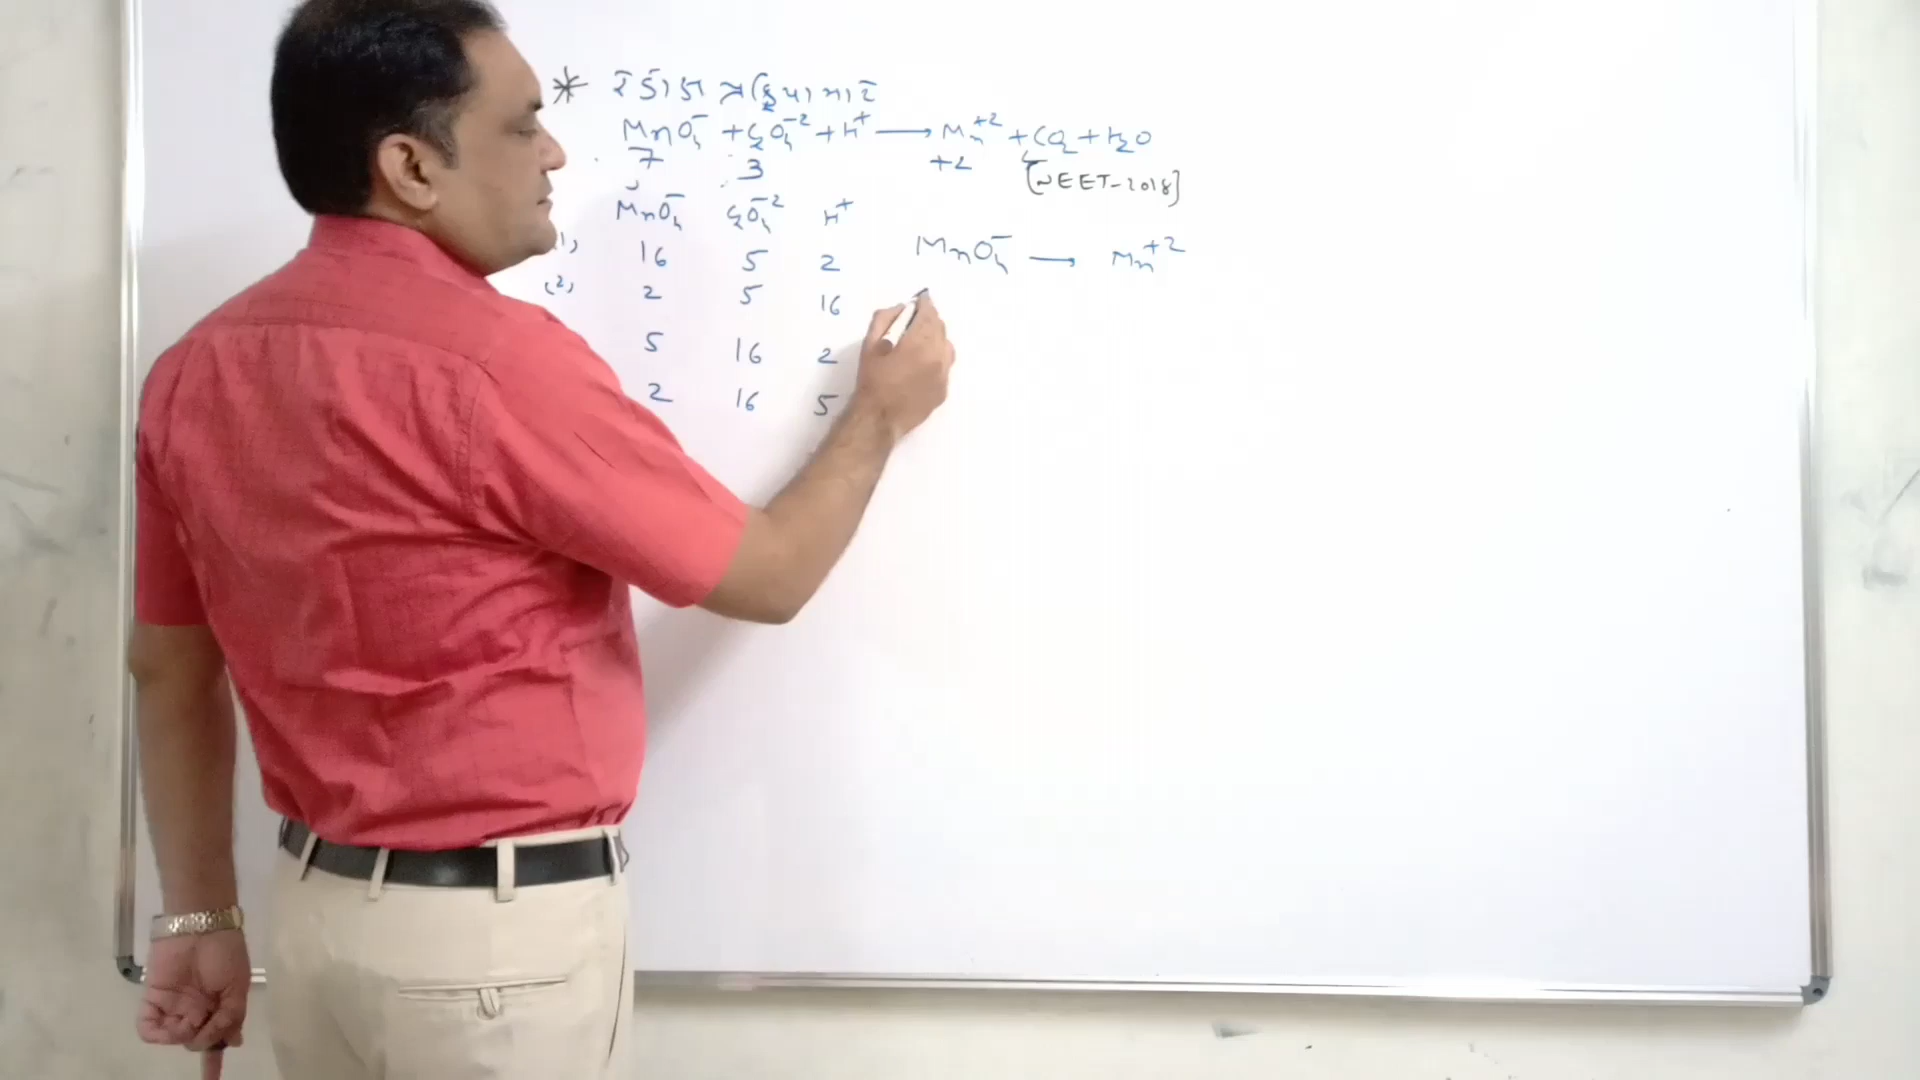 * રેડોક્ષ પ્રક્રિયા માટે
MnO₄⁻ + C₂O₄⁻² + H⁺ ⟶ Mn⁺² + CO₂ + H₂O
7 3 +2
[NEET-2018]
MnO₄⁻ C₂O₄⁻² H⁺
(1) 16 5 2
(2) 2 5 16
5 16 2
2 16 5
MnO₄⁻ ⟶ Mn⁺²